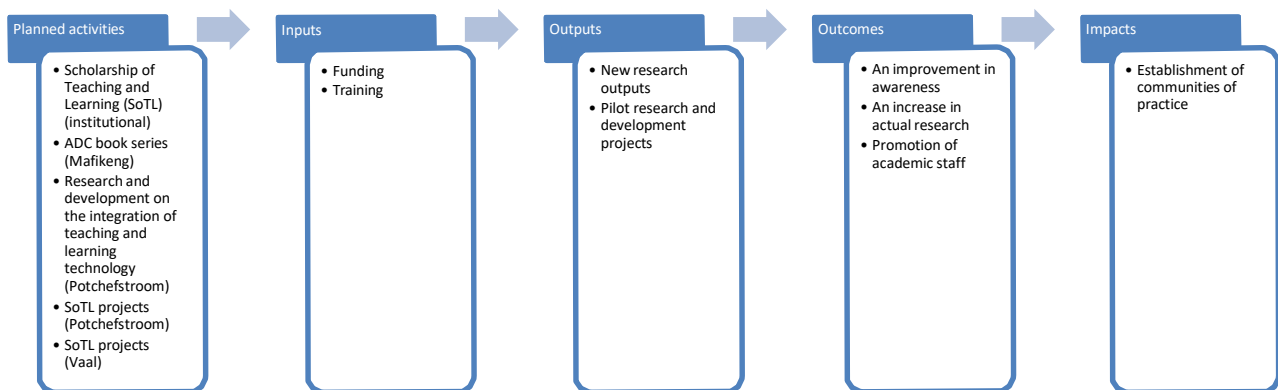 Planned activities
• Scholarship of
Teaching and
Learning (SoTL)
(institutional)
• ADC book series
(Mafikeng)
• Research and
development on
the integration of
teaching and
learning
technology
(Potchefstroom)
• SoTL projects
(Potchefstroom)
• SoTL projects
(Vaal)
Inputs
• Funding
• Training
Outputs
• New research
outputs
• Pilot research and
development
projects
Outcomes
• An improvement in
awareness
• An increase in
actual research
• Promotion of
academic staff
Impacts
• Establishment of
communities of
practice